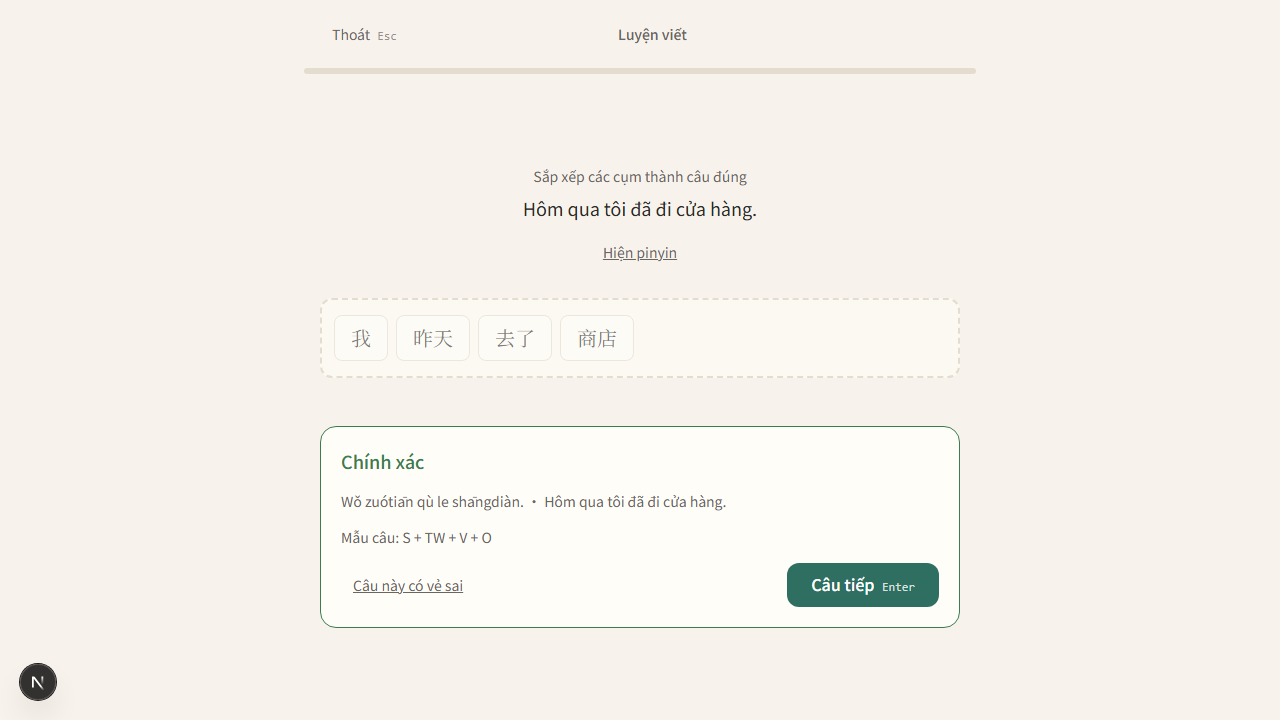 Thoát Esc
Luyện viết
Sắp xếp các cụm thành câu đúng
Hôm qua tôi đã đi cửa hàng.
Hiện pinyin
我 昨天 去了 商店
Chính xác
Wǒ zuótiān qù le shāngdiàn. • Hôm qua tôi đã đi cửa hàng.
Mẫu câu: S + TW + V + O
Câu này có vẻ sai
Câu tiếp Enter
N